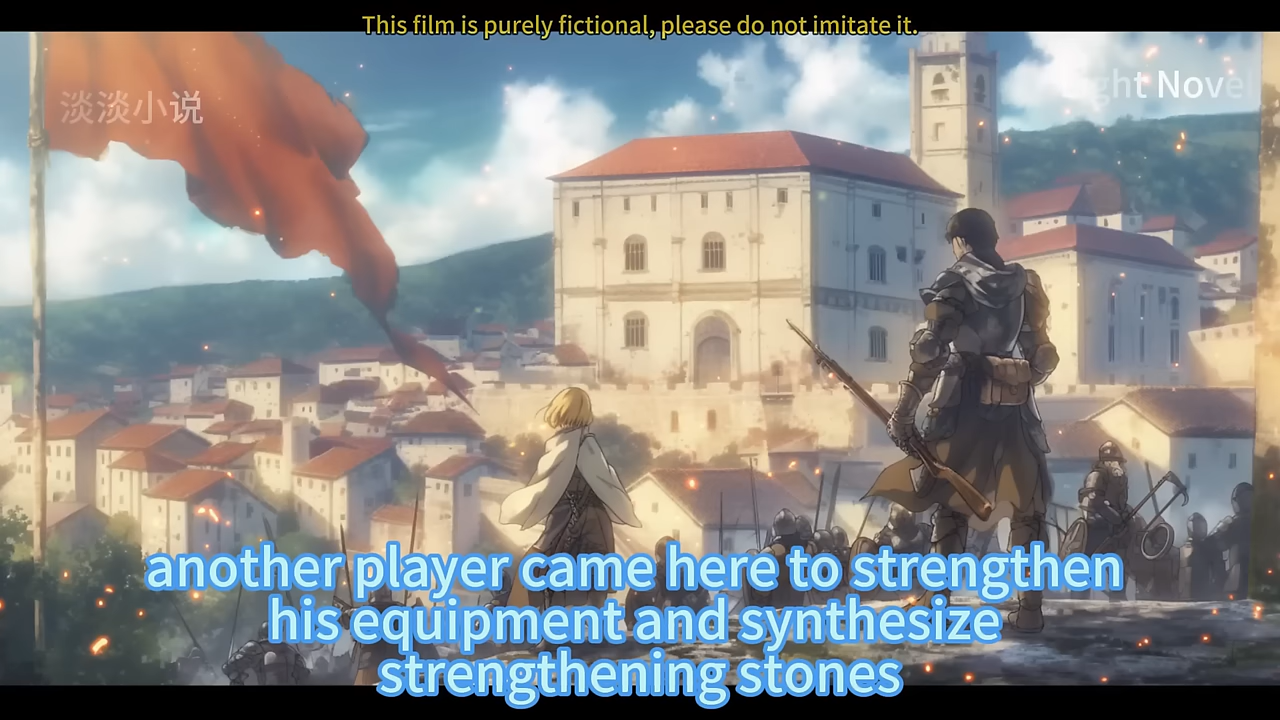 This film is purely fictional, please do not imitate it.
淡淡小说
Light Novel
another player came here to strengthen
his equipment and synthesize
strengthening stones